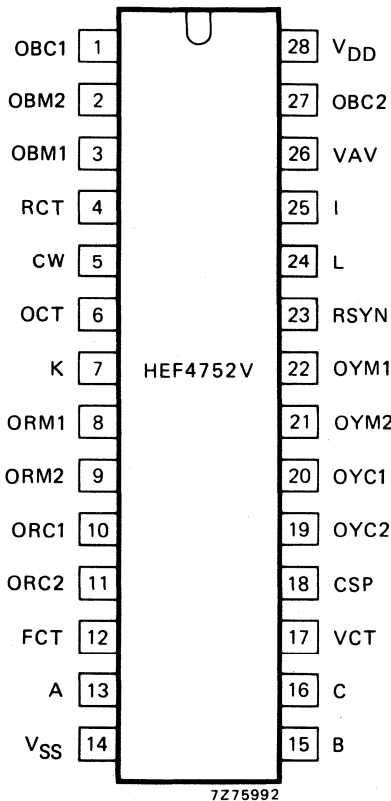 OBC1 1 28 VDD
OBM2 2 27 OBC2
OBM1 3 26 VAV
RCT 4 25 I
CW 5 24 L
OCT 6 23 RSYN
K 7 HEF4752V 22 OYM1
ORM1 8 21 OYM2
ORM2 9 20 OYC1
ORC1 10 19 OYC2
ORC2 11 18 CSP
FCT 12 17 VCT
A 13 16 C
VSS 14 15 B
7Z75992